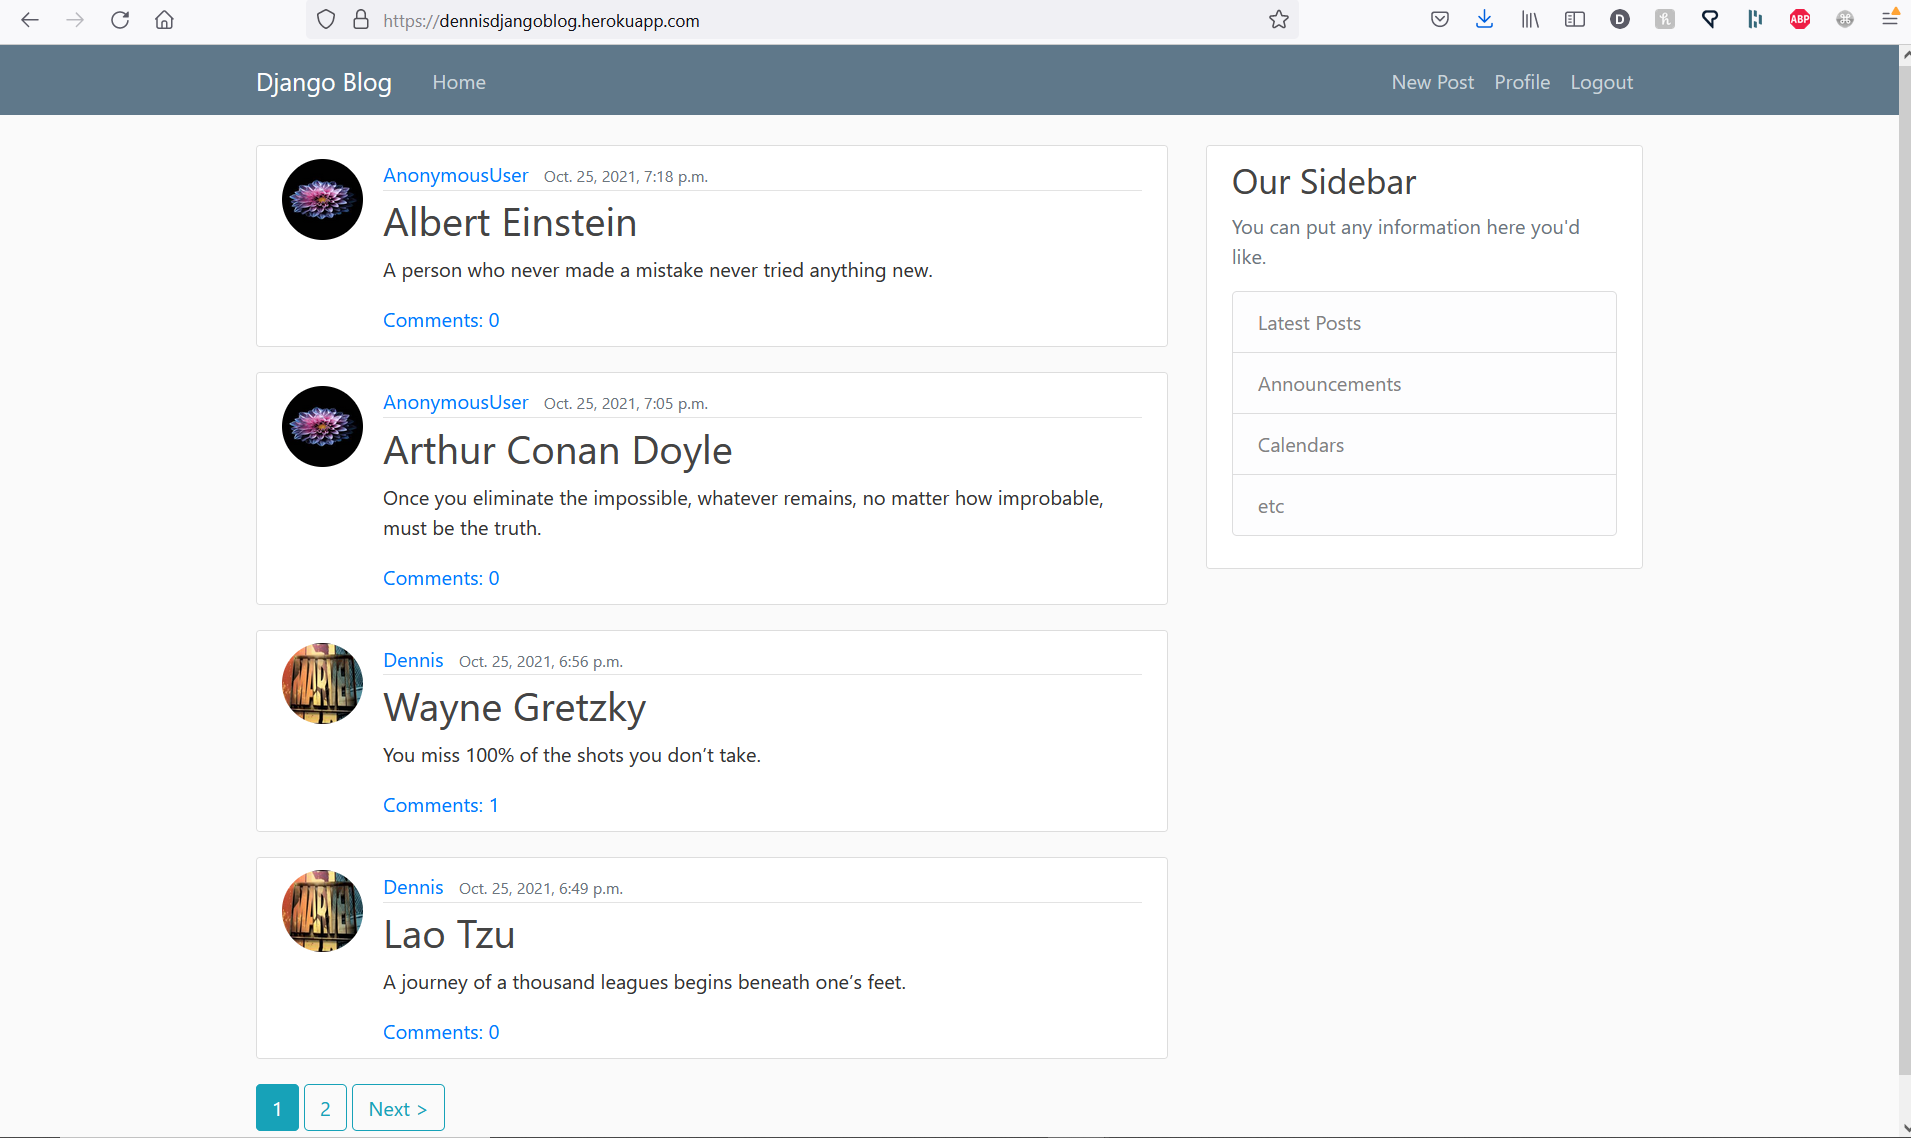 https://dennisdjangoblog.herokuapp.com
D
ABP
Django Blog Home New Post Profile Logout
AnonymousUser Oct. 25, 2021, 7:18 p.m.
Albert Einstein
A person who never made a mistake never tried anything new.
Comments: 0
AnonymousUser Oct. 25, 2021, 7:05 p.m.
Arthur Conan Doyle
Once you eliminate the impossible, whatever remains, no matter how improbable,
must be the truth.
Comments: 0
Dennis Oct. 25, 2021, 6:56 p.m.
Wayne Gretzky
You miss 100% of the shots you don’t take.
Comments: 1
Dennis Oct. 25, 2021, 6:49 p.m.
Lao Tzu
A journey of a thousand leagues begins beneath one’s feet.
Comments: 0
1 2 Next >
Our Sidebar
You can put any information here you'd
like.
Latest Posts
Announcements
Calendars
etc